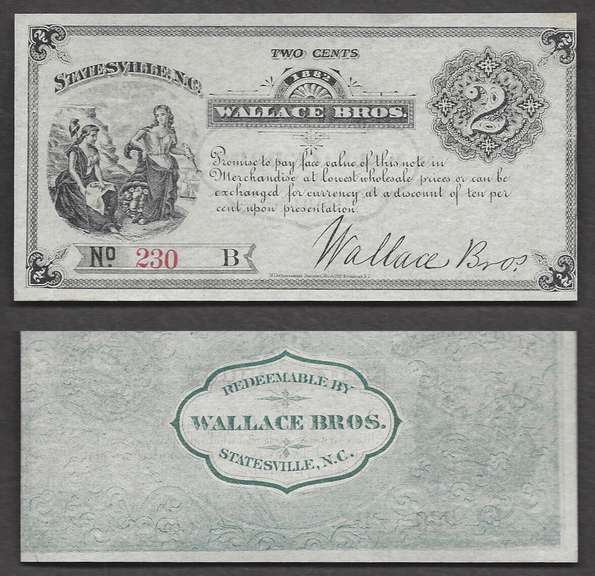 TWO CENTS
STATESVILLE, N.C.
1882
WALLACE BROS.
2
Promise to pay face value of this note in
Merchandise at lowest wholesale prices or can be
exchanged for currency at a discount of ten per
cent upon presentation.
No 230 B
Wallace Bros.
REDEEMABLE BY
WALLACE BROS.
STATESVILLE, N.C.